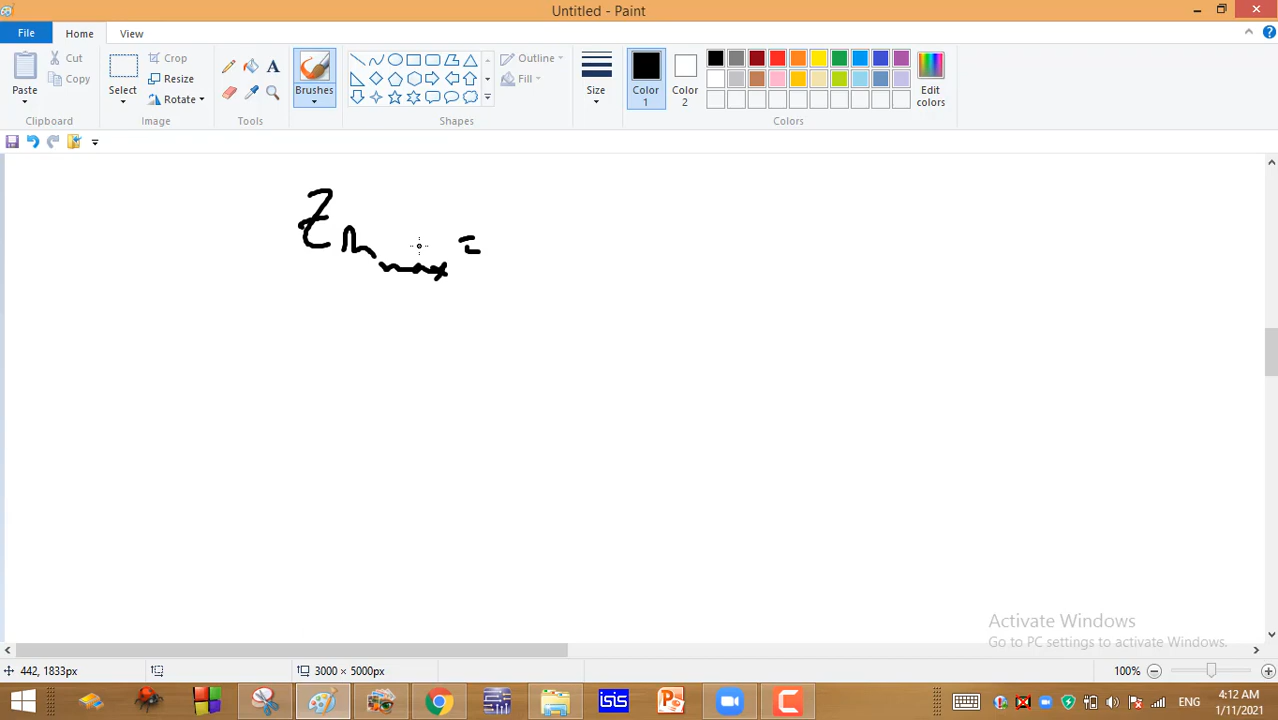 Untitled - Paint
File Home View
Cut
Copy
Paste
Clipboard
Select
Resize
Rotate
Image
Tools
Brushes
Outline
Fill
Shapes
Size
Color 1
Color 2
Edit colors
Colors
max =
Activate Windows
Go to PC settings to activate Windows.
442, 1833px
3000 × 5000px
100%
isis
ENG
4:12 AM
1/11/2021